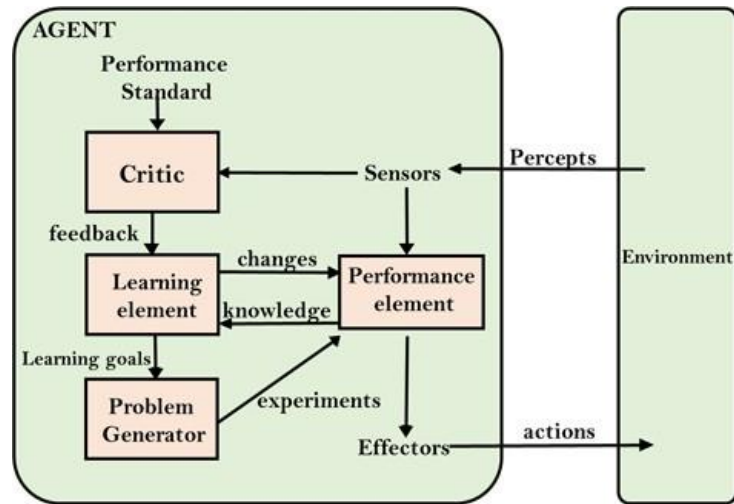 AGENT
Performance
Standard
Critic
Sensors
Percepts
feedback
Learning
element
changes
knowledge
Performance
element
Environment
Learning goals
Problem
Generator
experiments
Effectors
actions